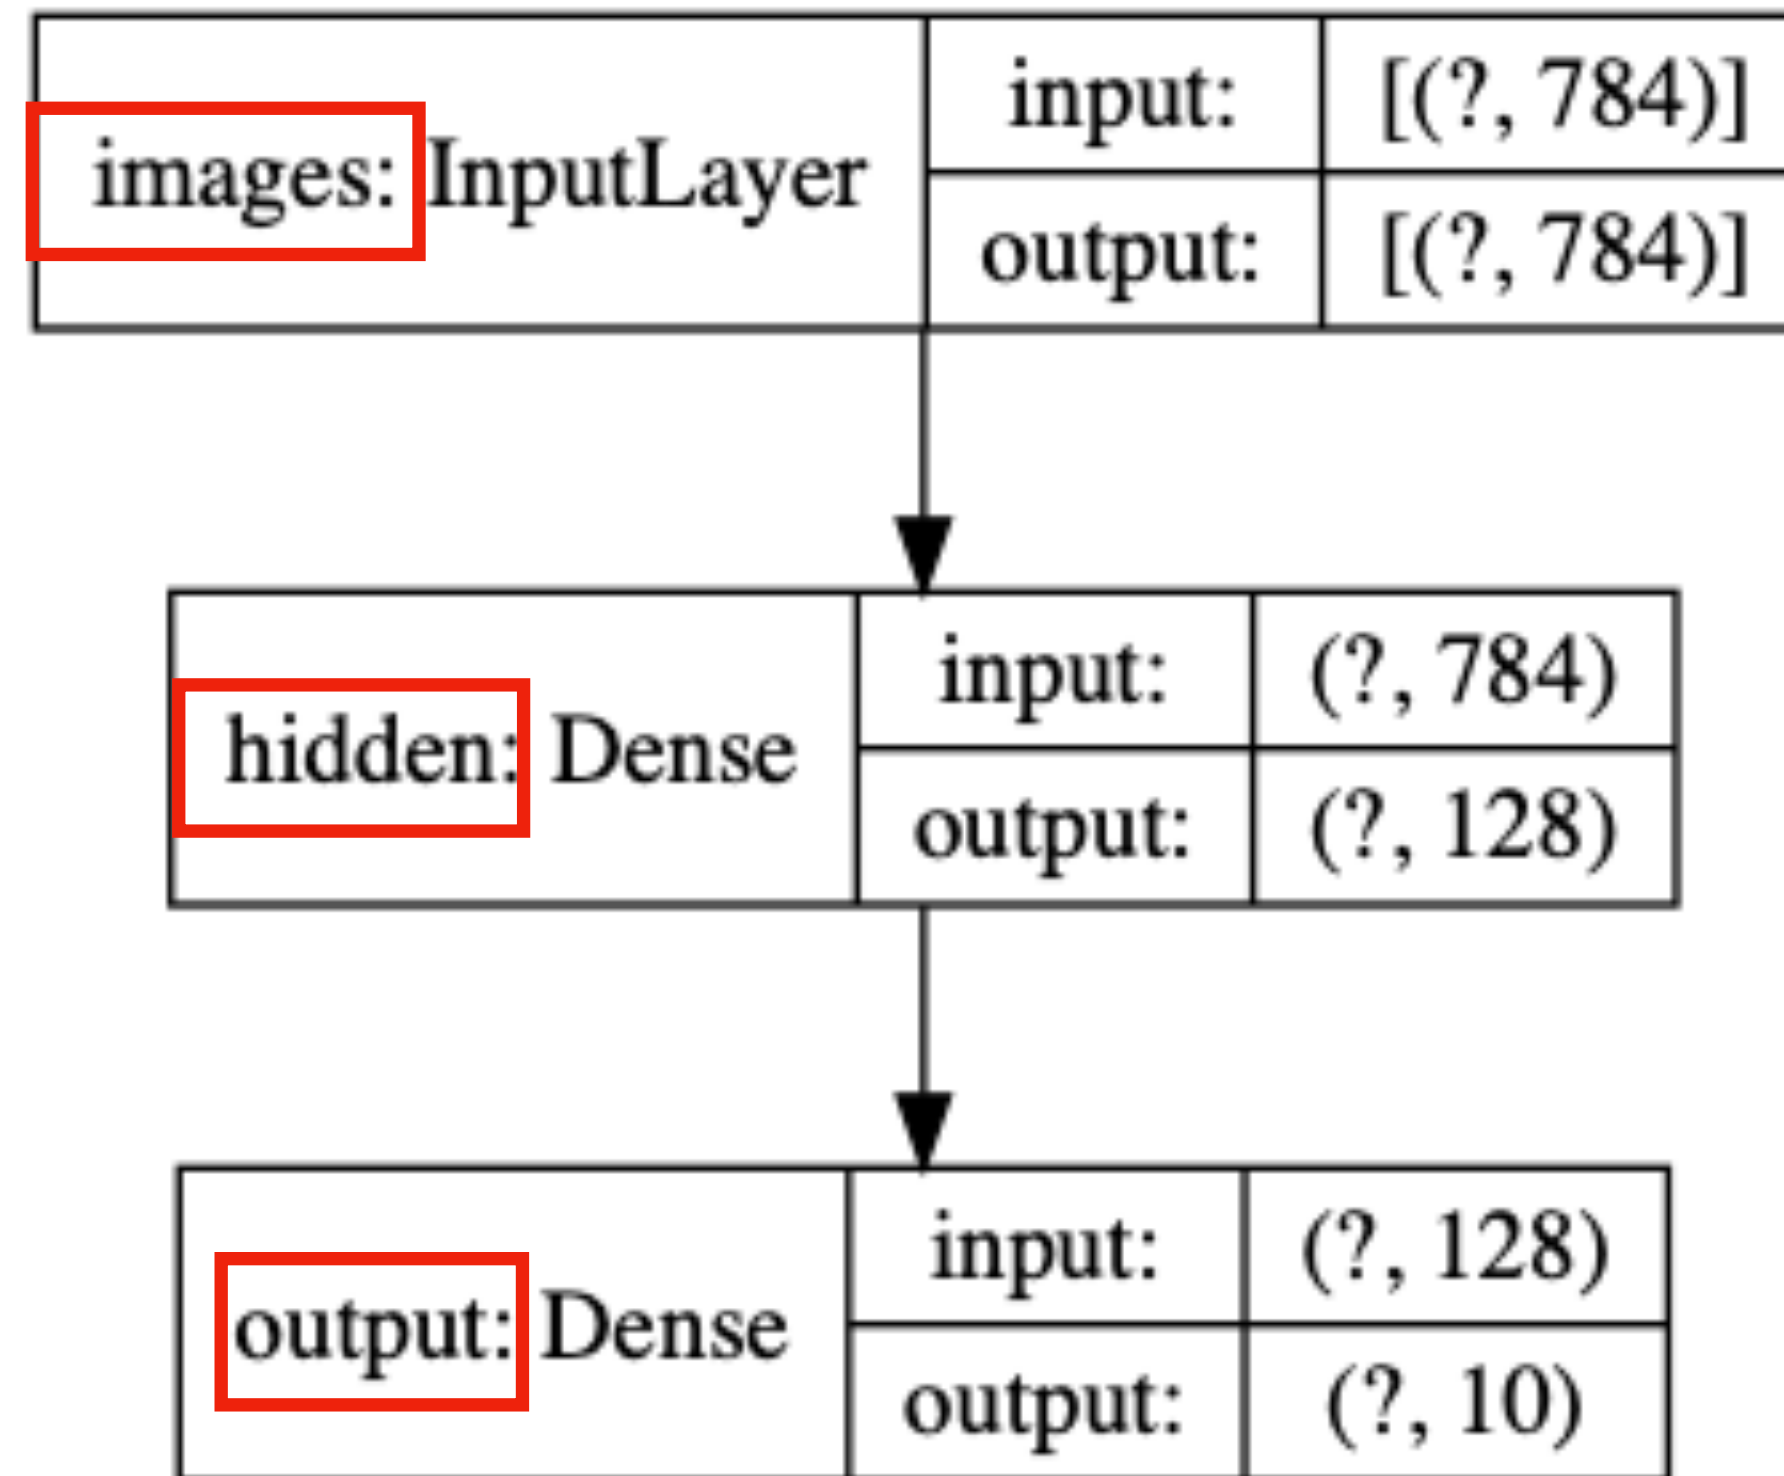 images: InputLayer
input: [(?, 784)]
output: [(?, 784)]
hidden: Dense
input: (?, 784)
output: (?, 128)
output: Dense
input: (?, 128)
output: (?, 10)